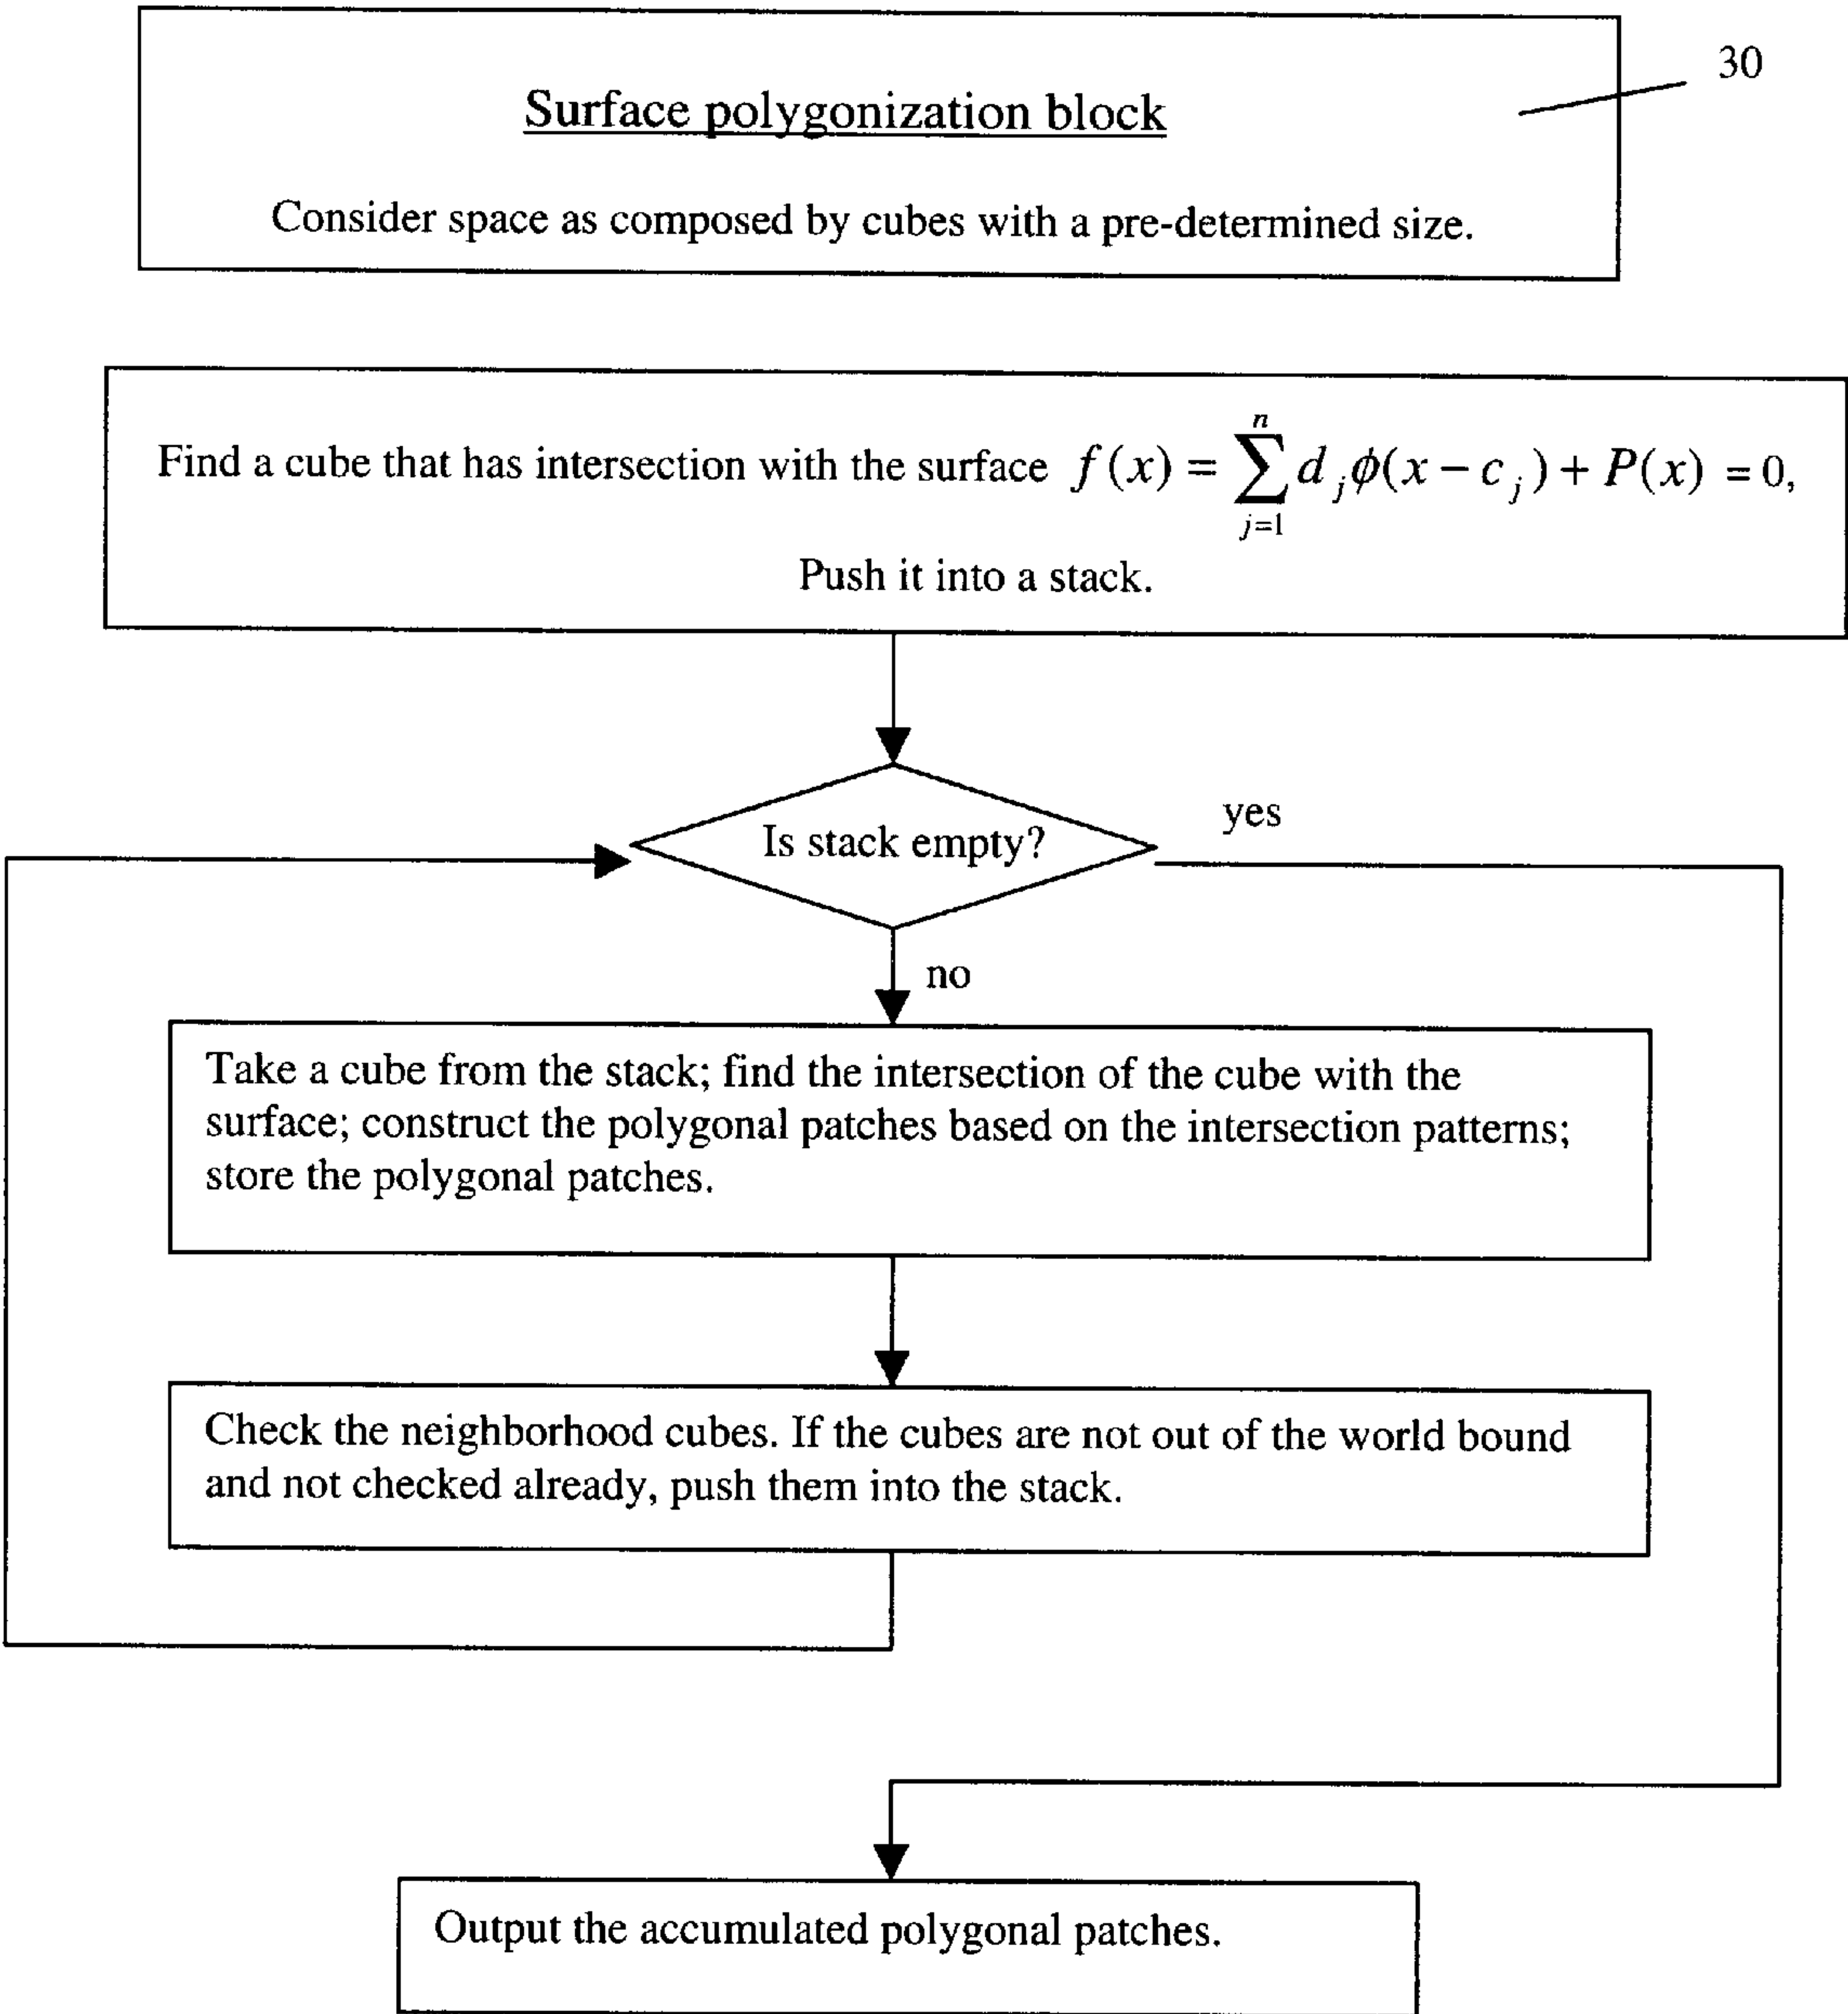 30
Surface polygonization block
Consider space as composed by cubes with a pre-determined size.
Find a cube that has intersection with the surface $f(x) = \sum_{j=1}^{n} d_j \phi(x - c_j) + P(x) = 0,$
Push it into a stack.
Is stack empty?
yes
no
Take a cube from the stack; find the intersection of the cube with the
surface; construct the polygonal patches based on the intersection patterns;
store the polygonal patches.
Check the neighborhood cubes. If the cubes are not out of the world bound
and not checked already, push them into the stack.
Output the accumulated polygonal patches.